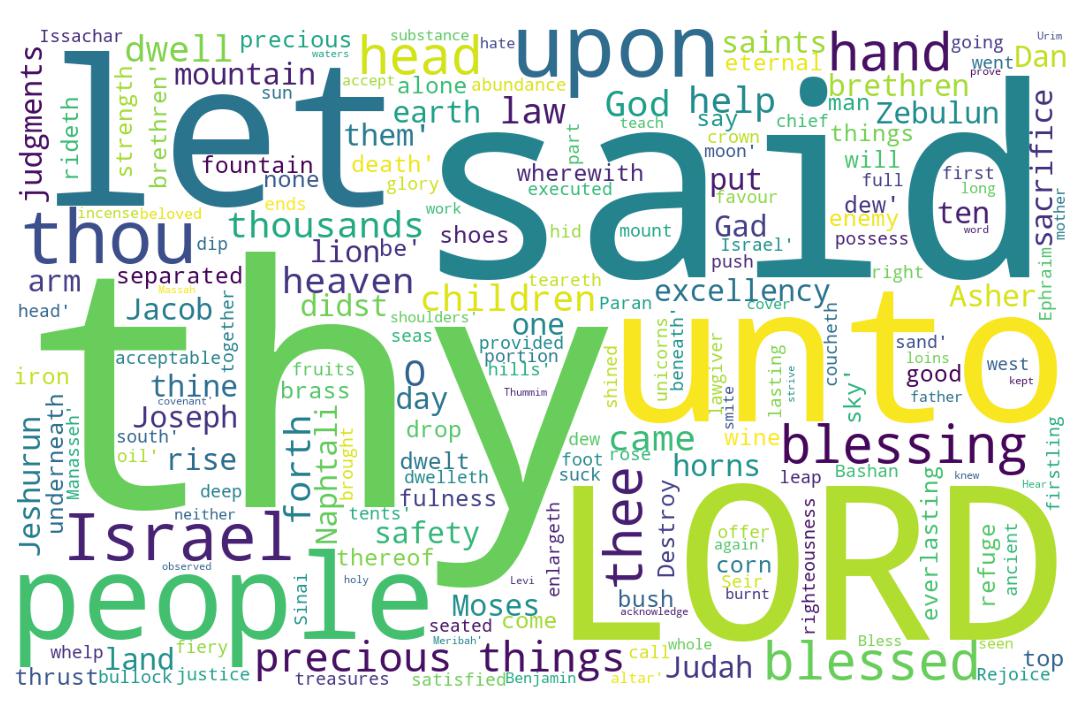 Issachar
substance
hate
upon
going
Urim
dwell
precious
head
saints
hand
went
Dan
let
waters
eternal
prove
judgments
rideth
strength
brethren'
mountain
sun
accept
abundance
alone
earth
law
God
help
brethren
man
Zebulun
said
them'
part
teach
say
chief
things
crown
fountain
none
death'
glory
wherewith
executed
moon'
put
favour
will
full
first
long
sacrifice
mother
incense
beloved
ends
work
dew'
enemy
ten
word
thou
thousands
dip
shoes
hid
mount
Gad
Israel'
possess
lion
be'
push
right
arm
separated
heaven
teareth
Ephraim
head'
Massah
didst
children
Paran
excellency
cover
Asher
Jacob
together
shoulders'
seas
one
thy
unto
acceptable
provided
portion
hills'
shined
unicorns
beneath'
lawgiver
smite
lasting
strive
coucheth
sky'
sand'
loins
good
father
west
kept
iron
thine
fruits
brass
o
day
Thummim
covenant'
Joseph
Jeshurun
underneath
Manasseh'
south'
oil'
rise
brought
Naphtali
forth
drop
dew
rose
came
wine
blessing
foot
suck
horns
leap
Bashan
knew
Hear
firstling
dwelt
dwelleth
deep
fulness
tents'
neither
safety
Israel
thereof
enlargeth
thee
Destroy
offer
again'
corn
Seir
burnt
righteousness
everlasting
refuge
ancient
observed
Sinai
holy
Levi
LORD
people
Moses
bush
acknowledge
seated
come
Meribah'
whelp
land
fiery
precious things
call
whole
Judah
Bless
blessed
seen
top
thrust
bullock
justice
treasures
satisfied
Benjamin
altar'
Rejoice'